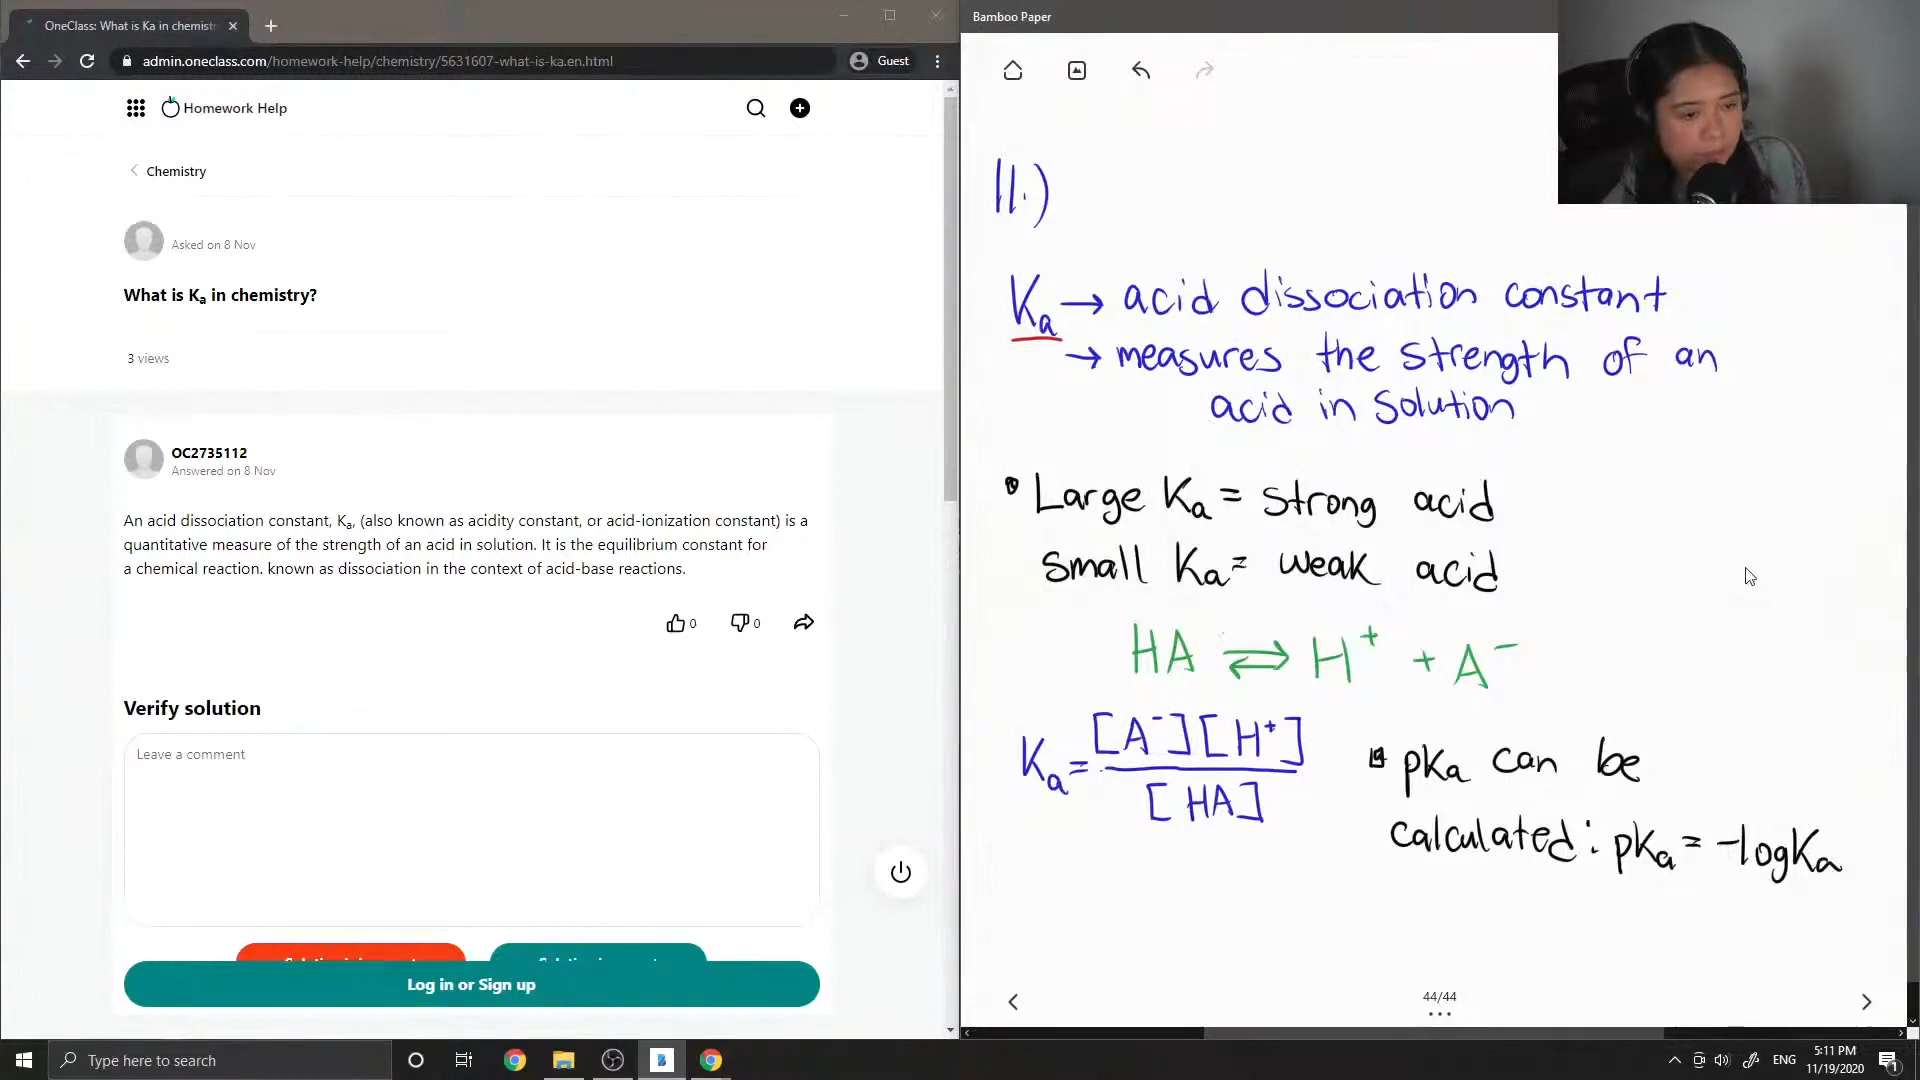 OneClass: What is Ka in chemist
admin.oneclass.com/homework-help/chemistry/5631607-what-is-ka.en.html
Guest
Homework Help
Chemistry
Asked on 8 Nov
What is Ka in chemistry?
3 views
OC2735112
Answered on 8 Nov
An acid dissociation constant, Ka, (also known as acidity constant, or acid-ionization constant) is a
quantitative measure of the strength of an acid in solution. It is the equilibrium constant for
a chemical reaction. known as dissociation in the context of acid-base reactions.
0 0
Verify solution
Leave a comment
Log in or Sign up
Bamboo Paper
11.)
Ka → acid dissociation constant
→ measures the strength of an
acid in solution
• Large Ka = strong acid
small Ka = weak acid
HA ⇌ H⁺ + A⁻
Ka = [A⁻][H⁺]
[HA]
• pKa can be
calculated: pKa = -logKa
44/44
Type here to search
ENG
5:11 PM
11/19/2020
1